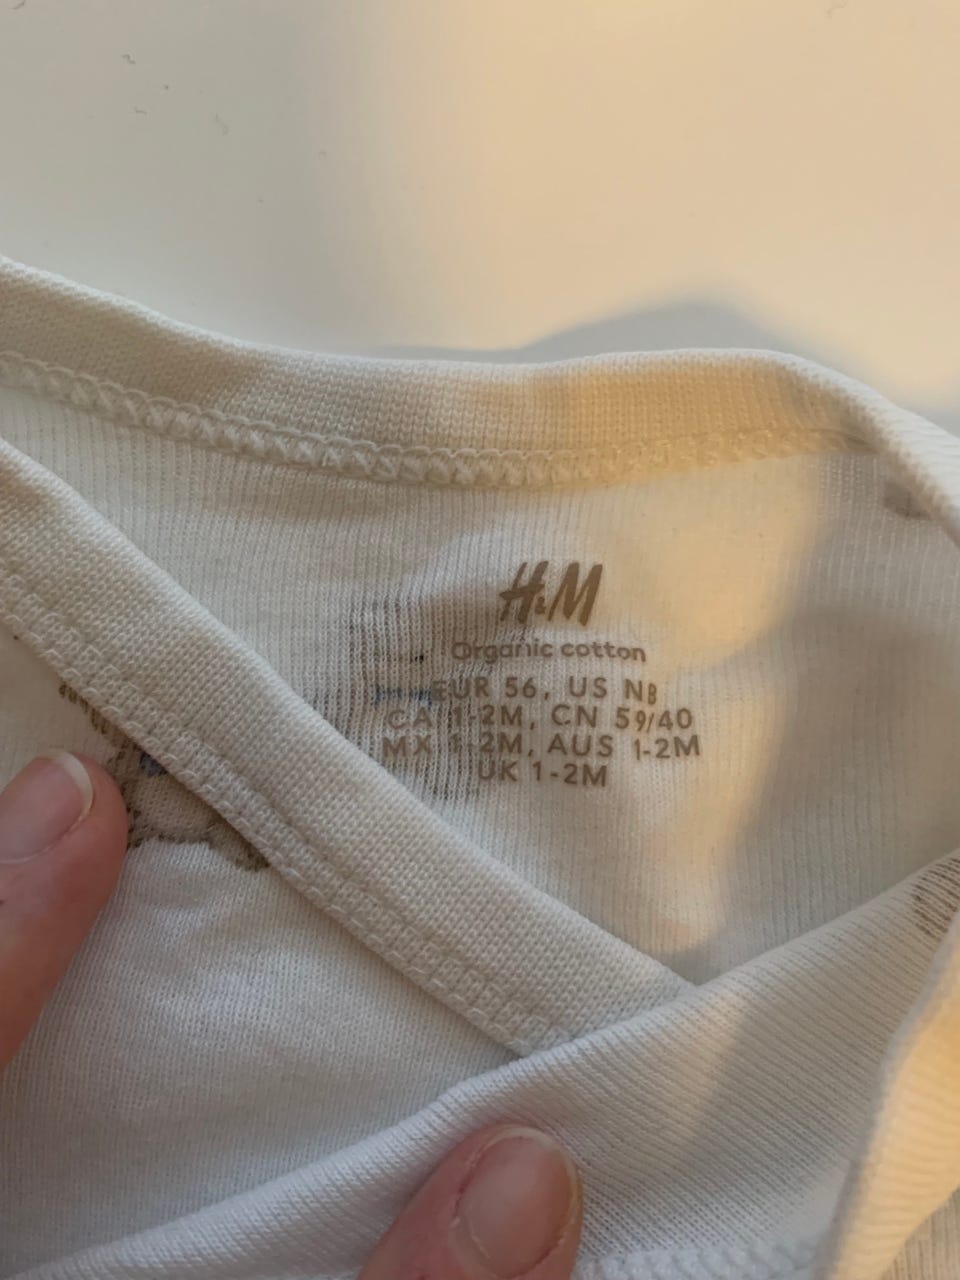 H&M
Organic cotton
EUR 56, US NB
CA 1-2M, CN 59/40
MX 1-2M, AUS 1-2M
UK 1-2M